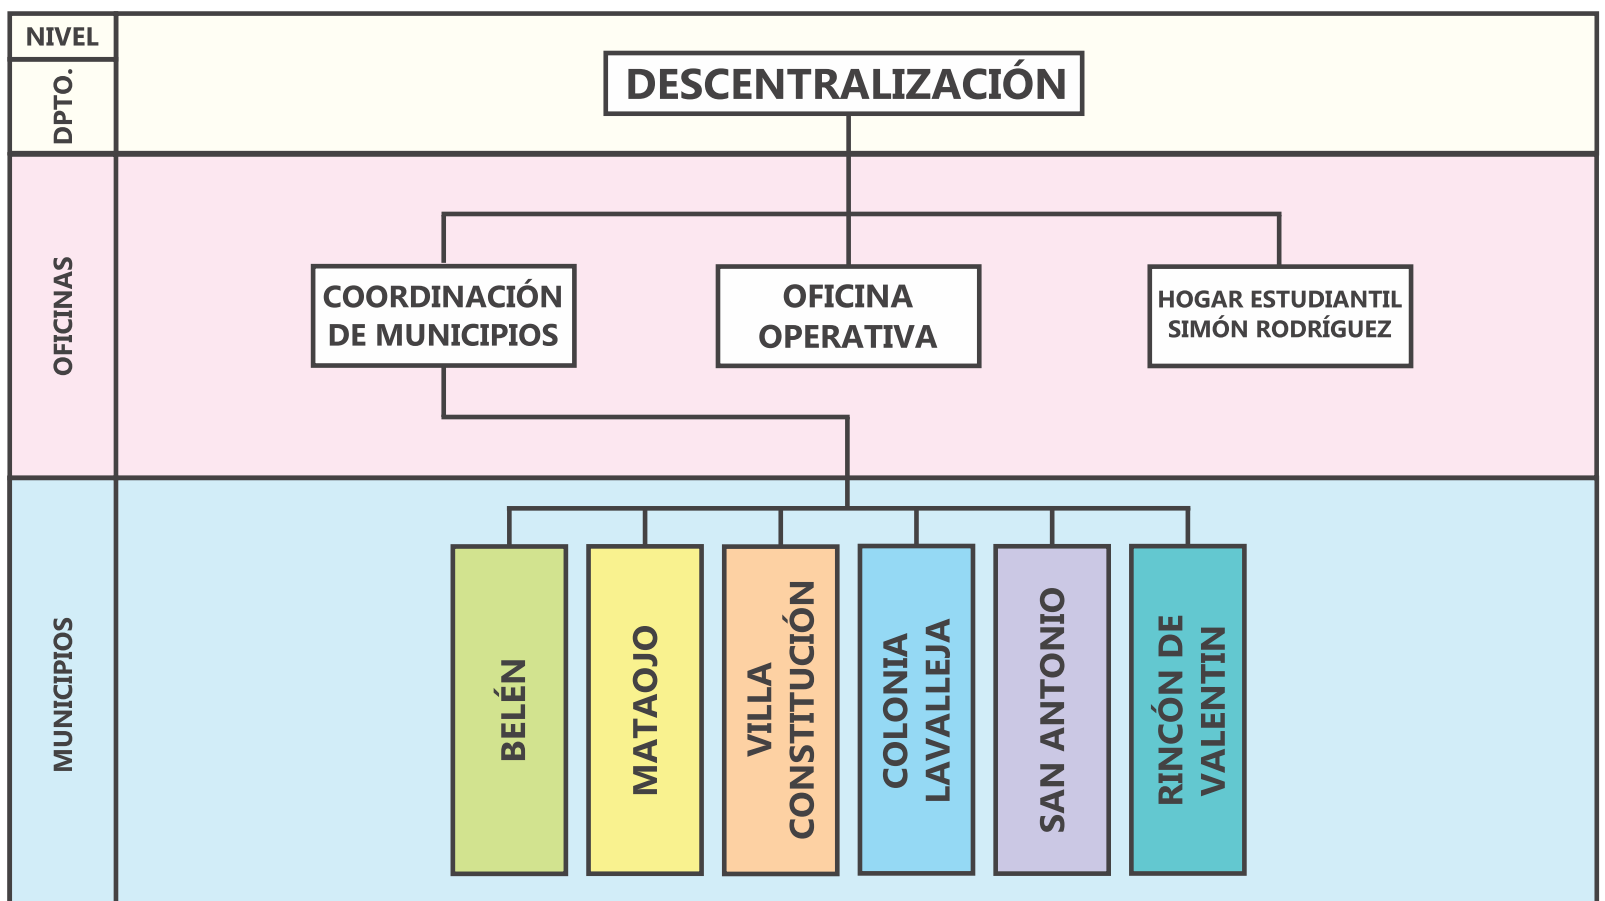 NIVEL
DPTO.
DESCENTRALIZACIÓN
OFICINAS
COORDINACIÓN
DE MUNICIPIOS
OFICINA
OPERATIVA
HOGAR ESTUDIANTIL
SIMÓN RODRÍGUEZ
MUNICIPIOS
BELÉN
MATAOJO
VILLA
CONSTITUCIÓN
COLONIA
LAVALLEJA
SAN ANTONIO
RINCÓN DE
VALENTIN